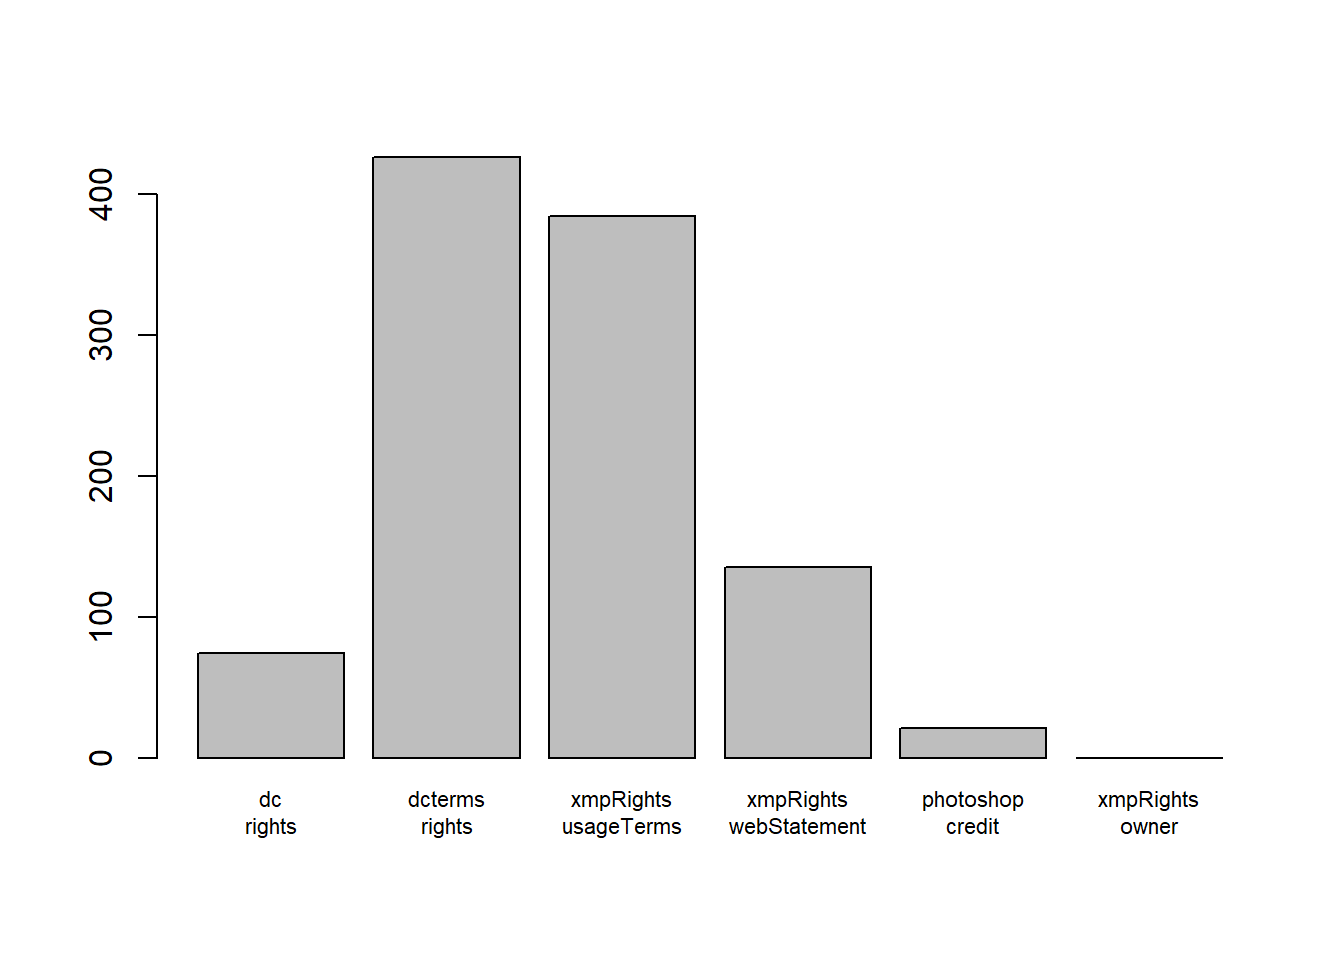 400
300
200
100
0
dc
rights
dcterms
rights
xmpRights
usageTerms
xmpRights
webStatement
photoshop
credit
xmpRights
owner